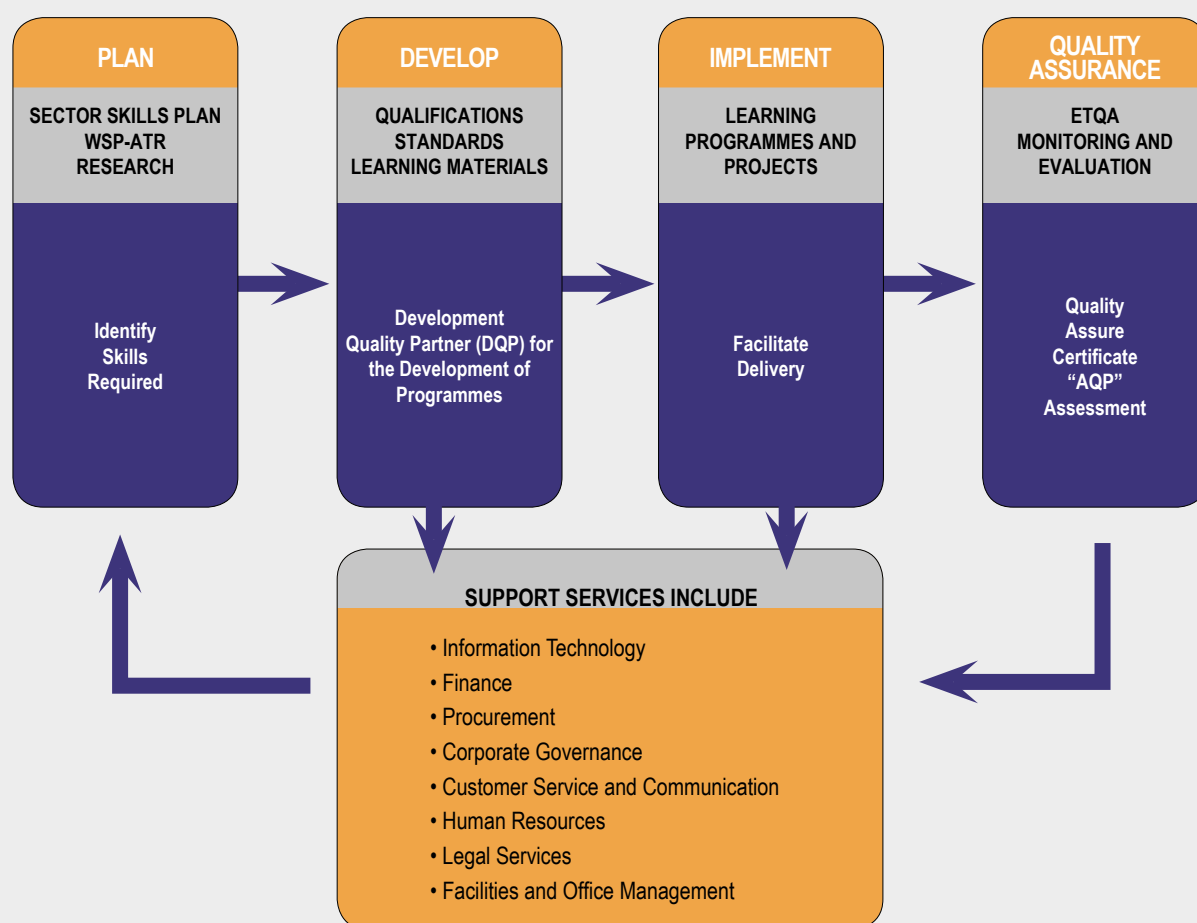 PLAN
SECTOR SKILLS PLAN
WSP-ATR
RESEARCH
Identify
Skills
Required
DEVELOP
QUALIFICATIONS
STANDARDS
LEARNING MATERIALS
Development
Quality Partner (DQP) for
the Development of
Programmes
IMPLEMENT
LEARNING
PROGRAMMES AND
PROJECTS
Facilitate
Delivery
QUALITY
ASSURANCE
ETQA
MONITORING AND
EVALUATION
Quality
Assure
Certificate
“AQP”
Assessment
SUPPORT SERVICES INCLUDE
• Information Technology
• Finance
• Procurement
• Corporate Governance
• Customer Service and Communication
• Human Resources
• Legal Services
• Facilities and Office Management